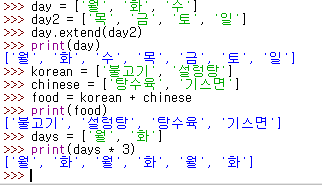 >>> day = ['월', '화', '수']
>>> day2 = ['목', '금', '토', '일']
>>> day.extend(day2)
>>> print(day)
['월', '화', '수', '목', '금', '토', '일']
>>> korean = ['불고기', '설렁탕']
>>> chinese = ['탕수육', '기스면']
>>> food = korean + chinese
>>> print(food)
['불고기', '설렁탕', '탕수육', '기스면']
>>> days = ['월', '화']
>>> print(days * 3)
['월', '화', '월', '화', '월', '화']
>>>